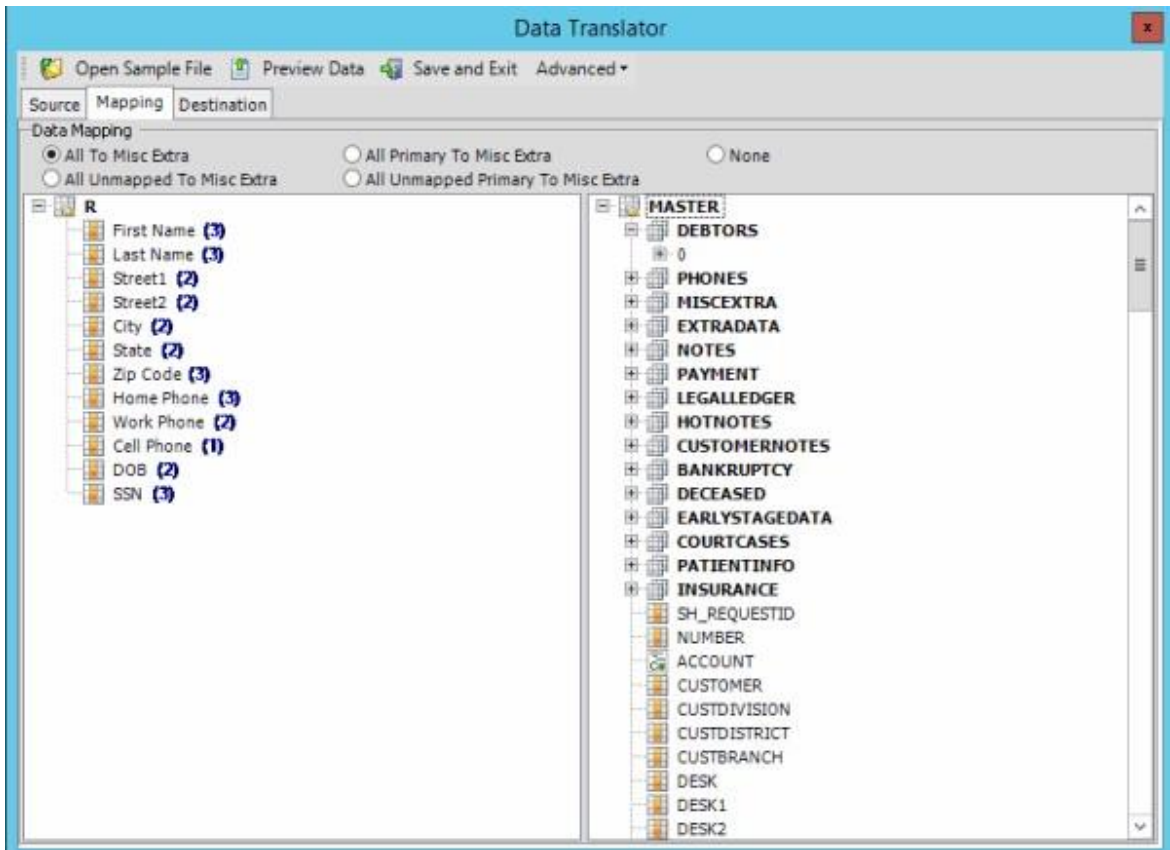 Data Translator
x
Open Sample File Preview Data Save and Exit Advanced
Source Mapping Destination
Data Mapping
All To Misc Extra All Primary To Misc Extra None
All Unmapped To Misc Extra All Unmapped Primary To Misc Extra
R
First Name (3)
Last Name (3)
Street1 (2)
Street2 (2)
City (2)
State (2)
Zip Code (3)
Home Phone (3)
Work Phone (2)
Cell Phone (1)
DOB (2)
SSN (3)
MASTER
DEBTORS
0
PHONES
MISCEXTRA
EXTRADATA
NOTES
PAYMENT
LEGALLEDGER
HOTNOTES
CUSTOMERNOTES
BANKRUPTCY
DECEASED
EARLYSTAGEDATA
COURTCASES
PATIENTINFO
INSURANCE
SH_REQUESTID
NUMBER
C#
ACCOUNT
CUSTOMER
CUSTDIVISION
CUSTDISTRICT
CUSTBRANCH
DESK
DESK1
DESK2